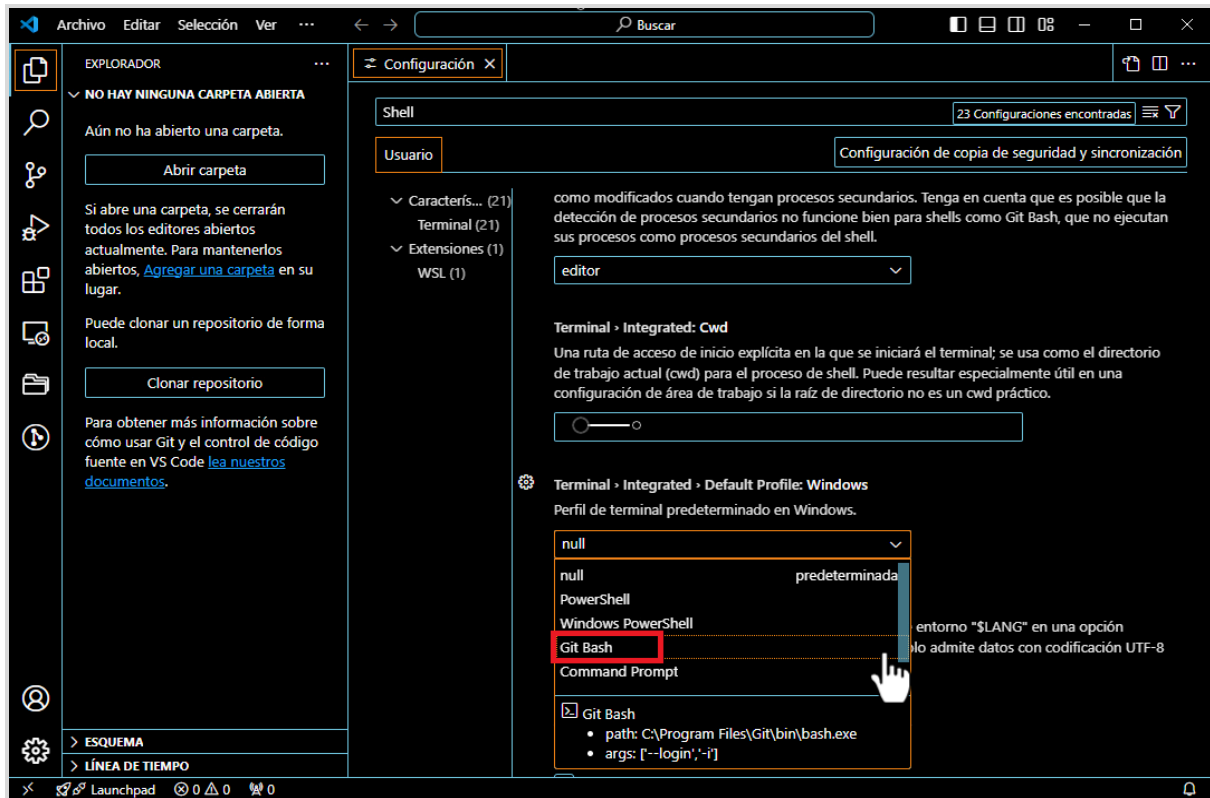 Archivo Editar Selección Ver ··· Buscar
EXPLORADOR ···
NO HAY NINGUNA CARPETA ABIERTA
Aún no ha abierto una carpeta.
Abrir carpeta
Si abre una carpeta, se cerrarán
todos los editores abiertos
actualmente. Para mantenerlos
abiertos, Agregar una carpeta en su
lugar.
Puede clonar un repositorio de forma
local.
Clonar repositorio
Para obtener más información sobre
cómo usar Git y el control de código
fuente en VS Code lea nuestros
documentos.
ESQUEMA
LÍNEA DE TIEMPO
Configuración
Shell
23 Configuraciones encontradas
Usuario
Configuración de copia de seguridad y sincronización
Caracterís... (21)
Terminal (21)
Extensiones (1)
WSL (1)
como modificados cuando tengan procesos secundarios. Tenga en cuenta que es posible que la
detección de procesos secundarios no funcione bien para shells como Git Bash, que no ejecutan
sus procesos como procesos secundarios del shell.
editor
Terminal › Integrated: Cwd
Una ruta de acceso de inicio explícita en la que se iniciará el terminal; se usa como el directorio
de trabajo actual (cwd) para el proceso de shell. Puede resultar especialmente útil en una
configuración de área de trabajo si la raíz de directorio no es un cwd práctico.
Terminal › Integrated › Default Profile: Windows
Perfil de terminal predeterminado en Windows.
null
null predeterminada
PowerShell
Windows PowerShell
entorno "$LANG" en una opción
Git Bash
admite datos con codificación UTF-8
Command Prompt
Git Bash
• path: C:\Program Files\Git\bin\bash.exe
• args: ['--login','-i']
Launchpad 0 0 0